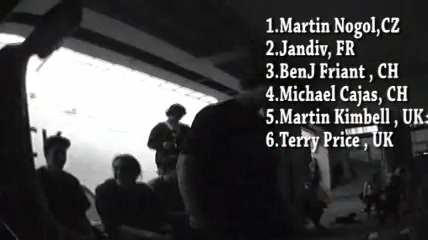 1.Martin Nogol,CZ
2.Jandiv, FR
3.BenJ Friant , CH
4.Michael Cajas, CH
5.Martin Kimbell , UK
6.Terry Price , UK